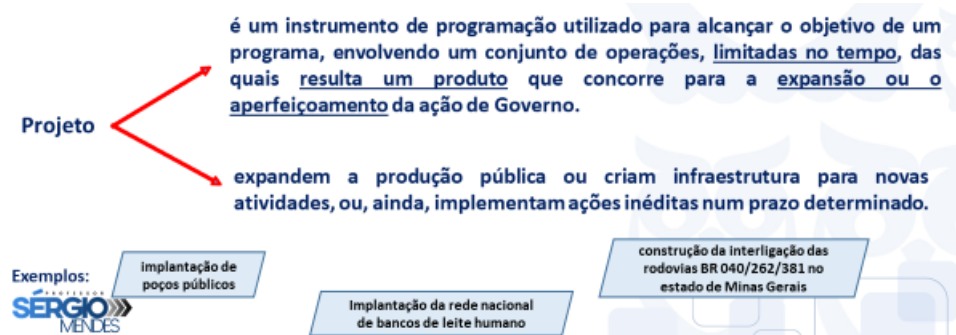 é um instrumento de programação utilizado para alcançar o objetivo de um
programa, envolvendo um conjunto de operações, limitadas no tempo, das
quais resulta um produto que concorre para a expansão ou o
aperfeiçoamento da ação de Governo.
Projeto
expandem a produção pública ou criam infraestrutura para novas
atividades, ou, ainda, implementam ações inéditas num prazo determinado.
Exemplos:
implantação de
poços públicos
Implantação da rede nacional
de bancos de leite humano
construção da interligação das
rodovias BR 040/262/381 no
estado de Minas Gerais
PROFESSOR
SÉRGIO
MENDES